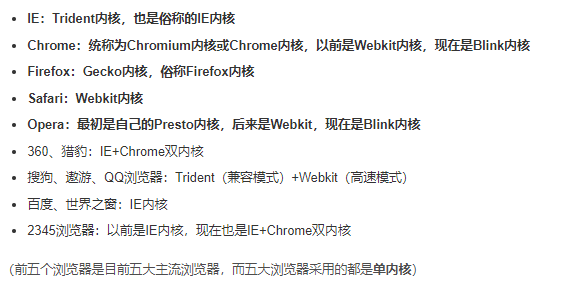 IE：Trident内核，也是俗称的IE内核
Chrome：统称为Chromium内核或Chrome内核，以前是Webkit内核，现在是Blink内核
Firefox：Gecko内核，俗称Firefox内核
Safari：Webkit内核
Opera：最初是自己的Presto内核，后来是Webkit，现在是Blink内核
360、猎豹：IE+Chrome双内核
搜狗、遨游、QQ浏览器：Trident（兼容模式）+Webkit（高速模式）
百度、世界之窗：IE内核
2345浏览器：以前是IE内核，现在也是IE+Chrome双内核
（前五个浏览器是目前五大主流浏览器，而五大浏览器采用的都是单内核）